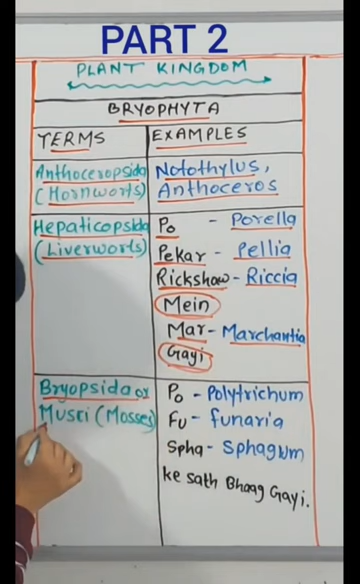 PART 2
PLANT KINGDOM
BRYOPHYTA
TERMS EXAMPLES
Anthoceropsida Notothylus,
(Hornworts) Anthoceros
Hepaticopsida Po - Porella
(Liverworts) Pekar - Pellia
Rickshaw - Riccia
Mein
Mar - Marchantia
Gayi
Bryopsida or Po - Polytrichum
Musci (Mosses) Fu - funaria
Spha - Sphagnum
ke sath Bhaag Gayi.